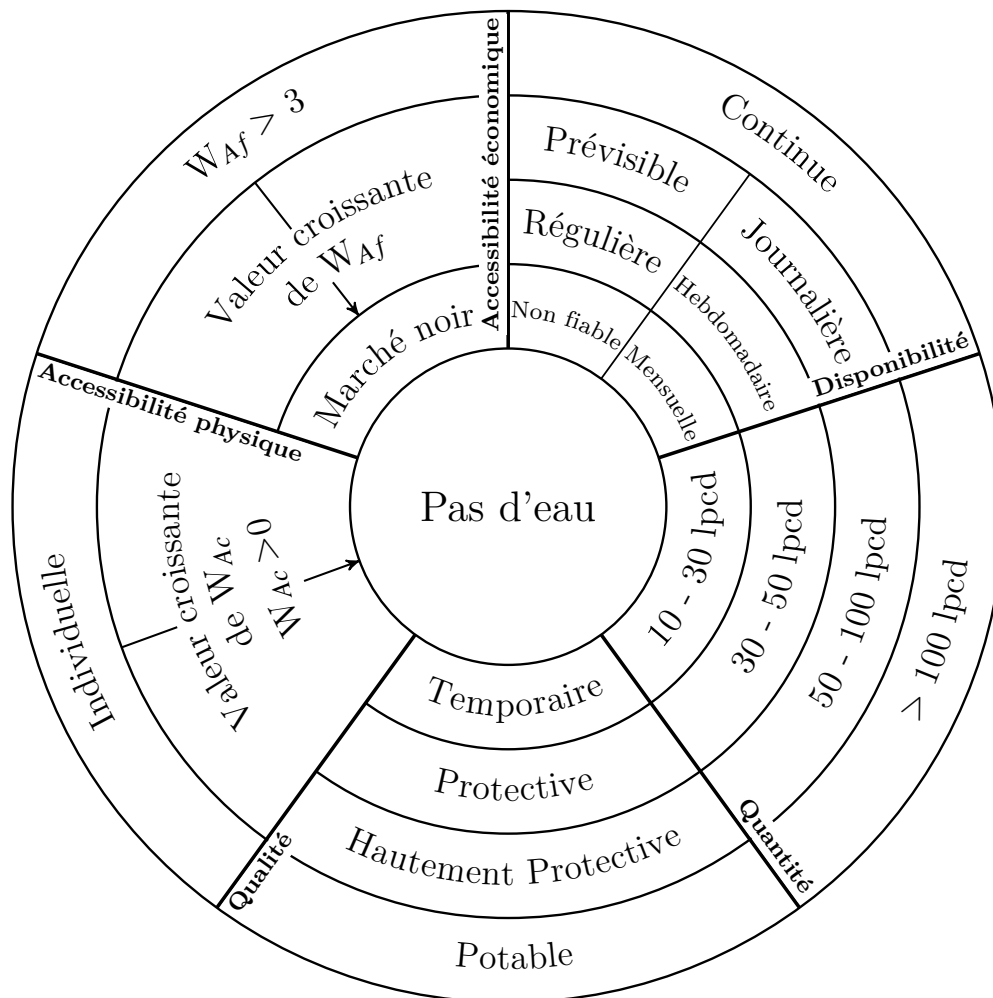 W_Af > 3
Valeur croissante
de W_Af
Marché noir
Accessibilité économique
Continue
Prévisible
Journalière
Régulière
Hebdomadaire
Non fiable
Mensuelle
Disponibilité
Accessibilité physique
Individuelle
Valeur croissante
de W_Ac
W_Ac >0
Pas d'eau
10 - 30 lpcd
30 - 50 lpcd
50 - 100 lpcd
> 100 lpcd
Quantité
Temporaire
Protective
Hautement Protective
Potable
Qualité